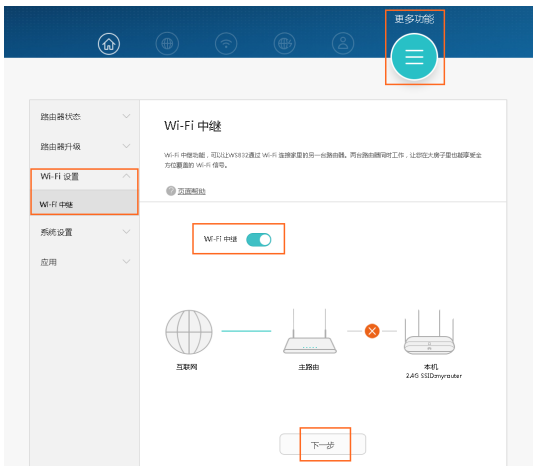 更多功能
路由器状态
路由器升级
Wi-Fi 设置
Wi-Fi 中继
系统设置
应用
Wi-Fi 中继
Wi-Fi 中继功能，可以让WS832通过 Wi-Fi 连接家里的另一台路由器。两台路由器同时工作，让您在大房子里也能享受全
方位覆盖的 Wi-Fi 信号。
? 页面帮助
Wi-Fi 中继
互联网
主路由
本机
2.4G SSID:myrouter
下一步